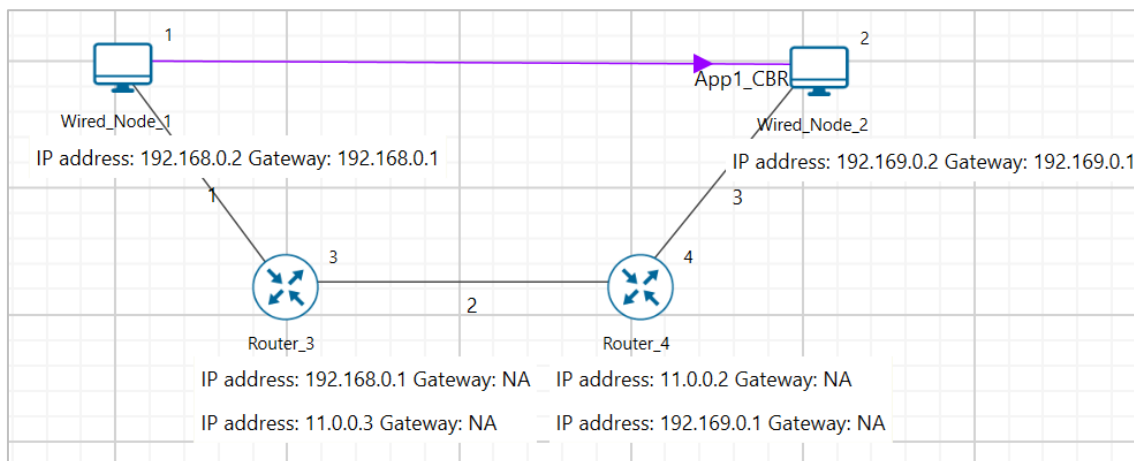 1
2
App1_CBR
Wired_Node_1
Wired_Node_2
IP address: 192.168.0.2 Gateway: 192.168.0.1
IP address: 192.169.0.2 Gateway: 192.169.0.1
1
3
3
4
2
Router_3
Router_4
IP address: 192.168.0.1 Gateway: NA
IP address: 11.0.0.2 Gateway: NA
IP address: 11.0.0.3 Gateway: NA
IP address: 192.169.0.1 Gateway: NA